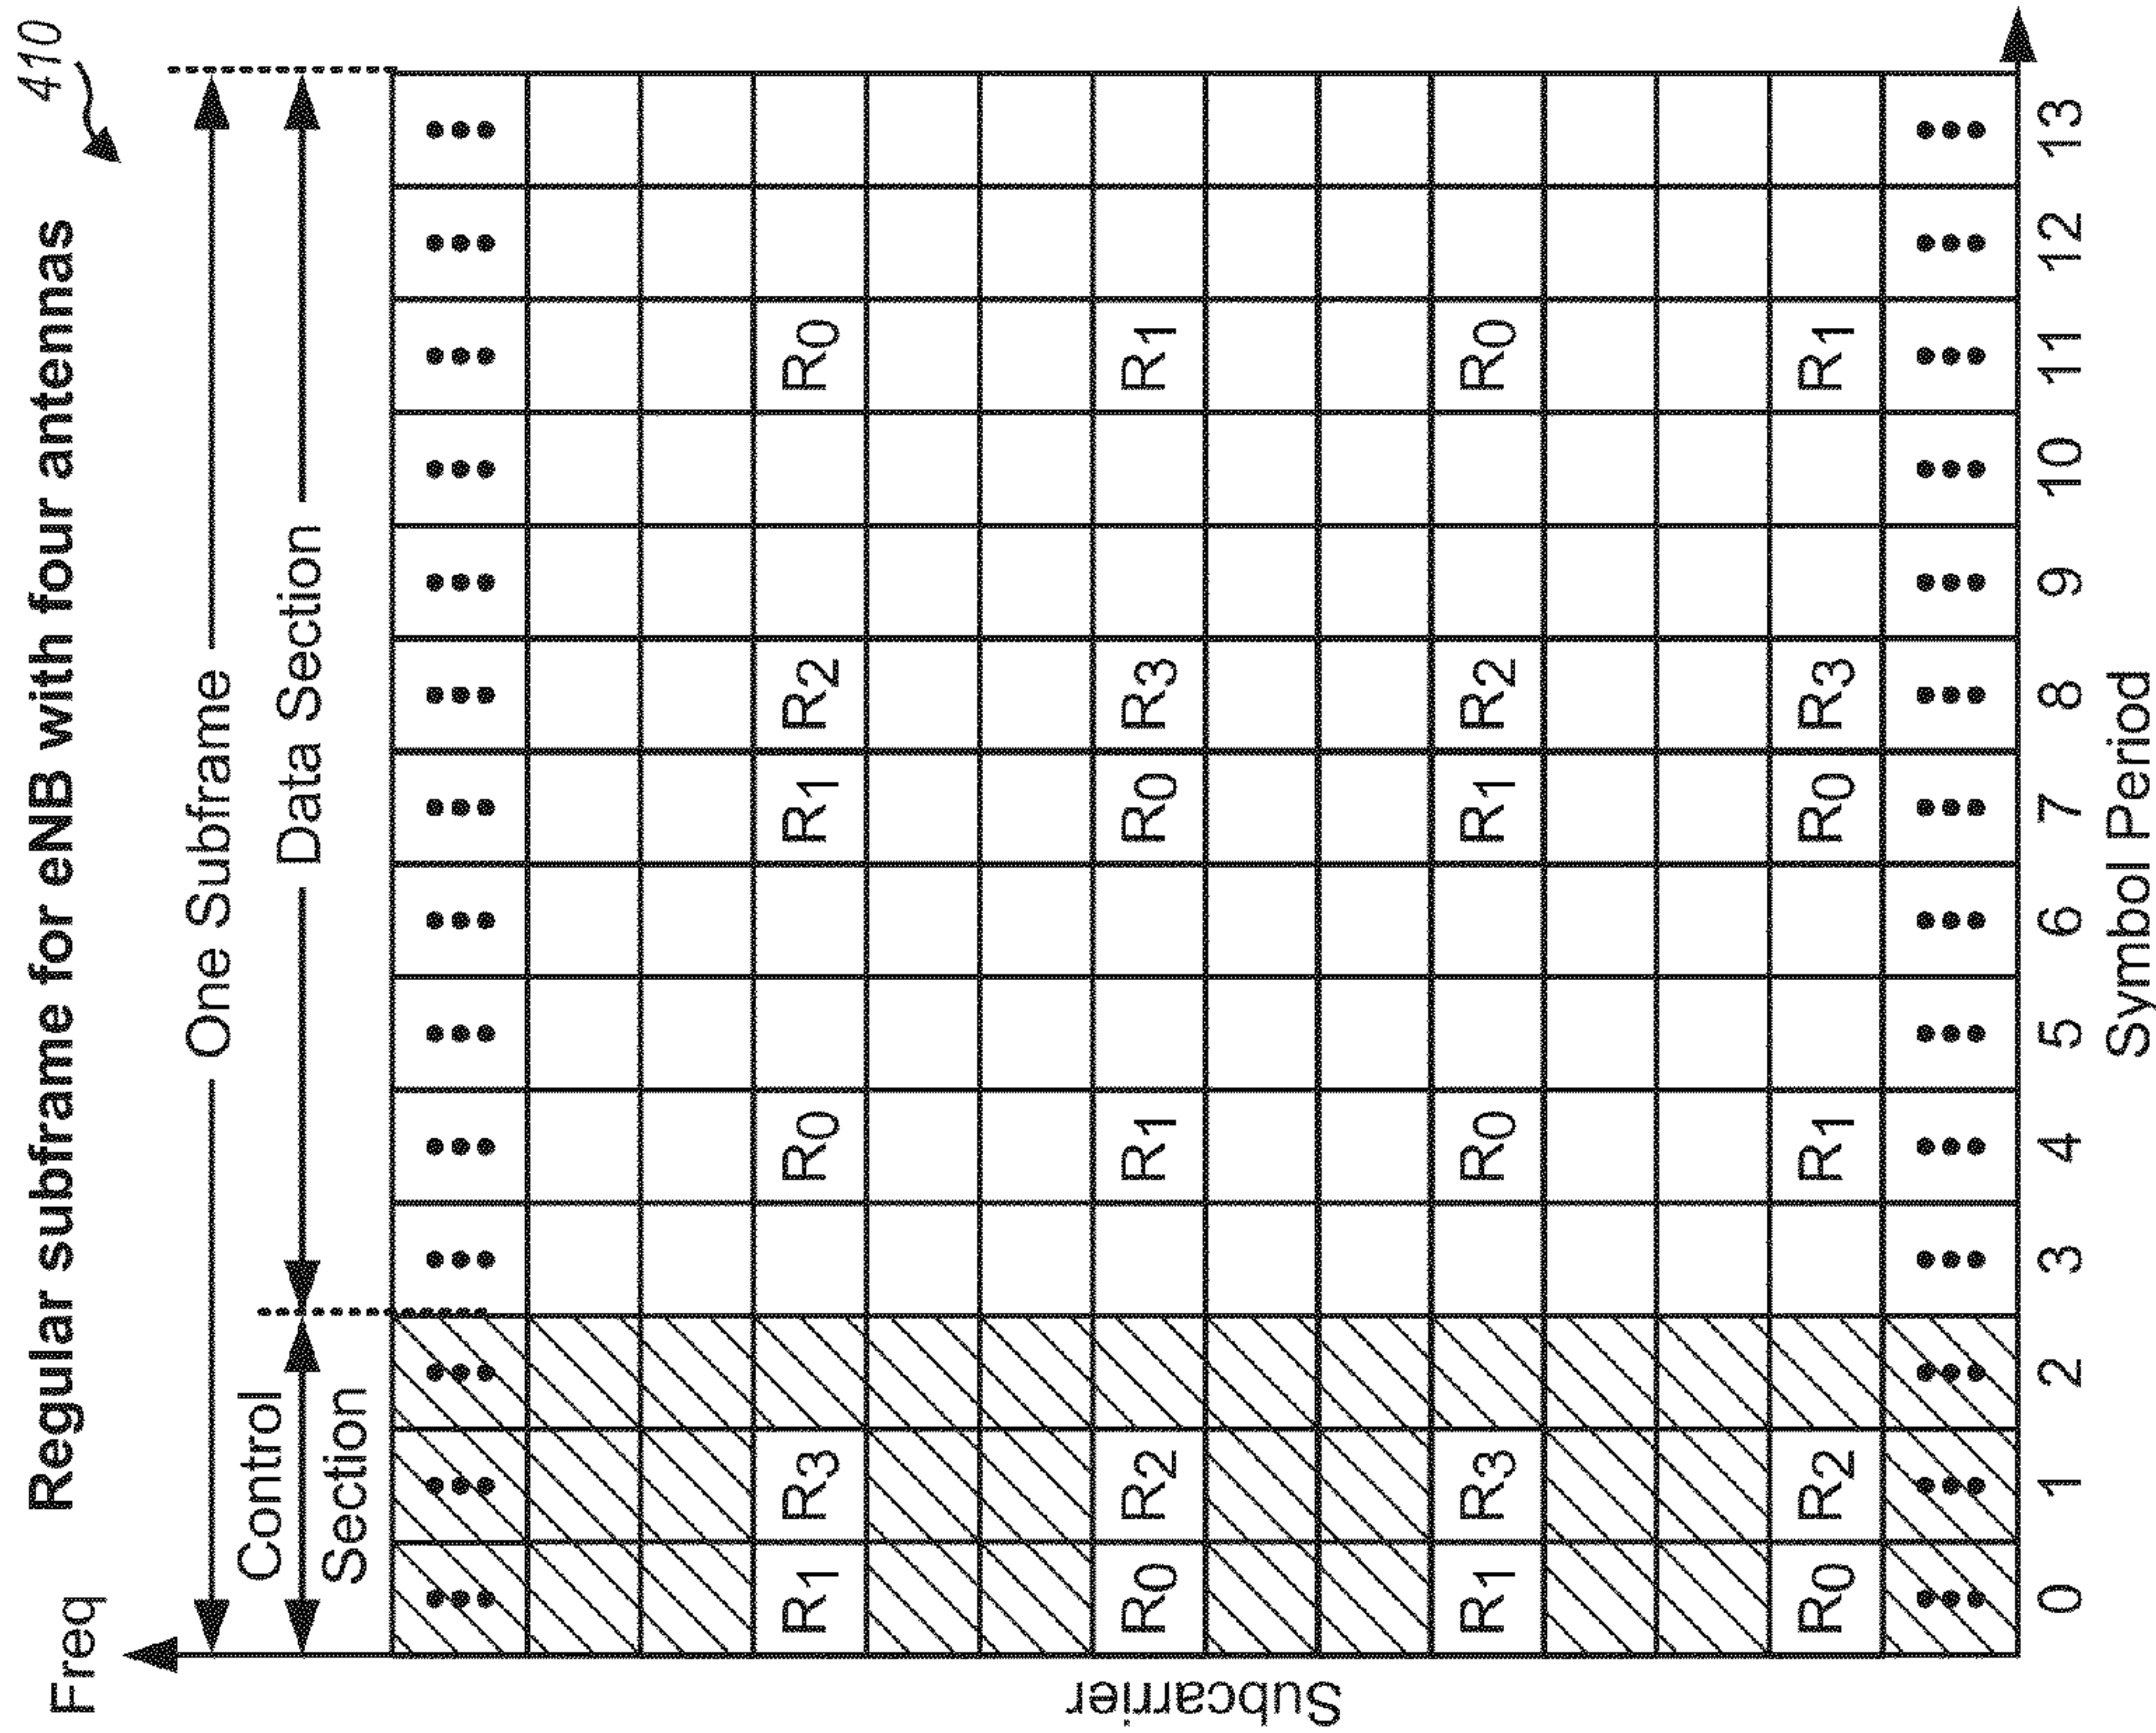 Regular subframe for eNB with four antennas
410
Freq
One Subframe
Control
Section
Data Section
Subcarrier
... ... ... ... ... ... ... ... ... ... ... ... ... ...
R1 R3 R0 R1 R2 R0
R0 R2 R1 R0 R3 R1
R1 R3 R0 R1 R2 R0
R0 R2 R1 R0 R3 R1
... ... ... ... ... ... ... ... ... ... ... ... ... ...
0 1 2 3 4 5 6 7 8 9 10 11 12 13
Symbol Period